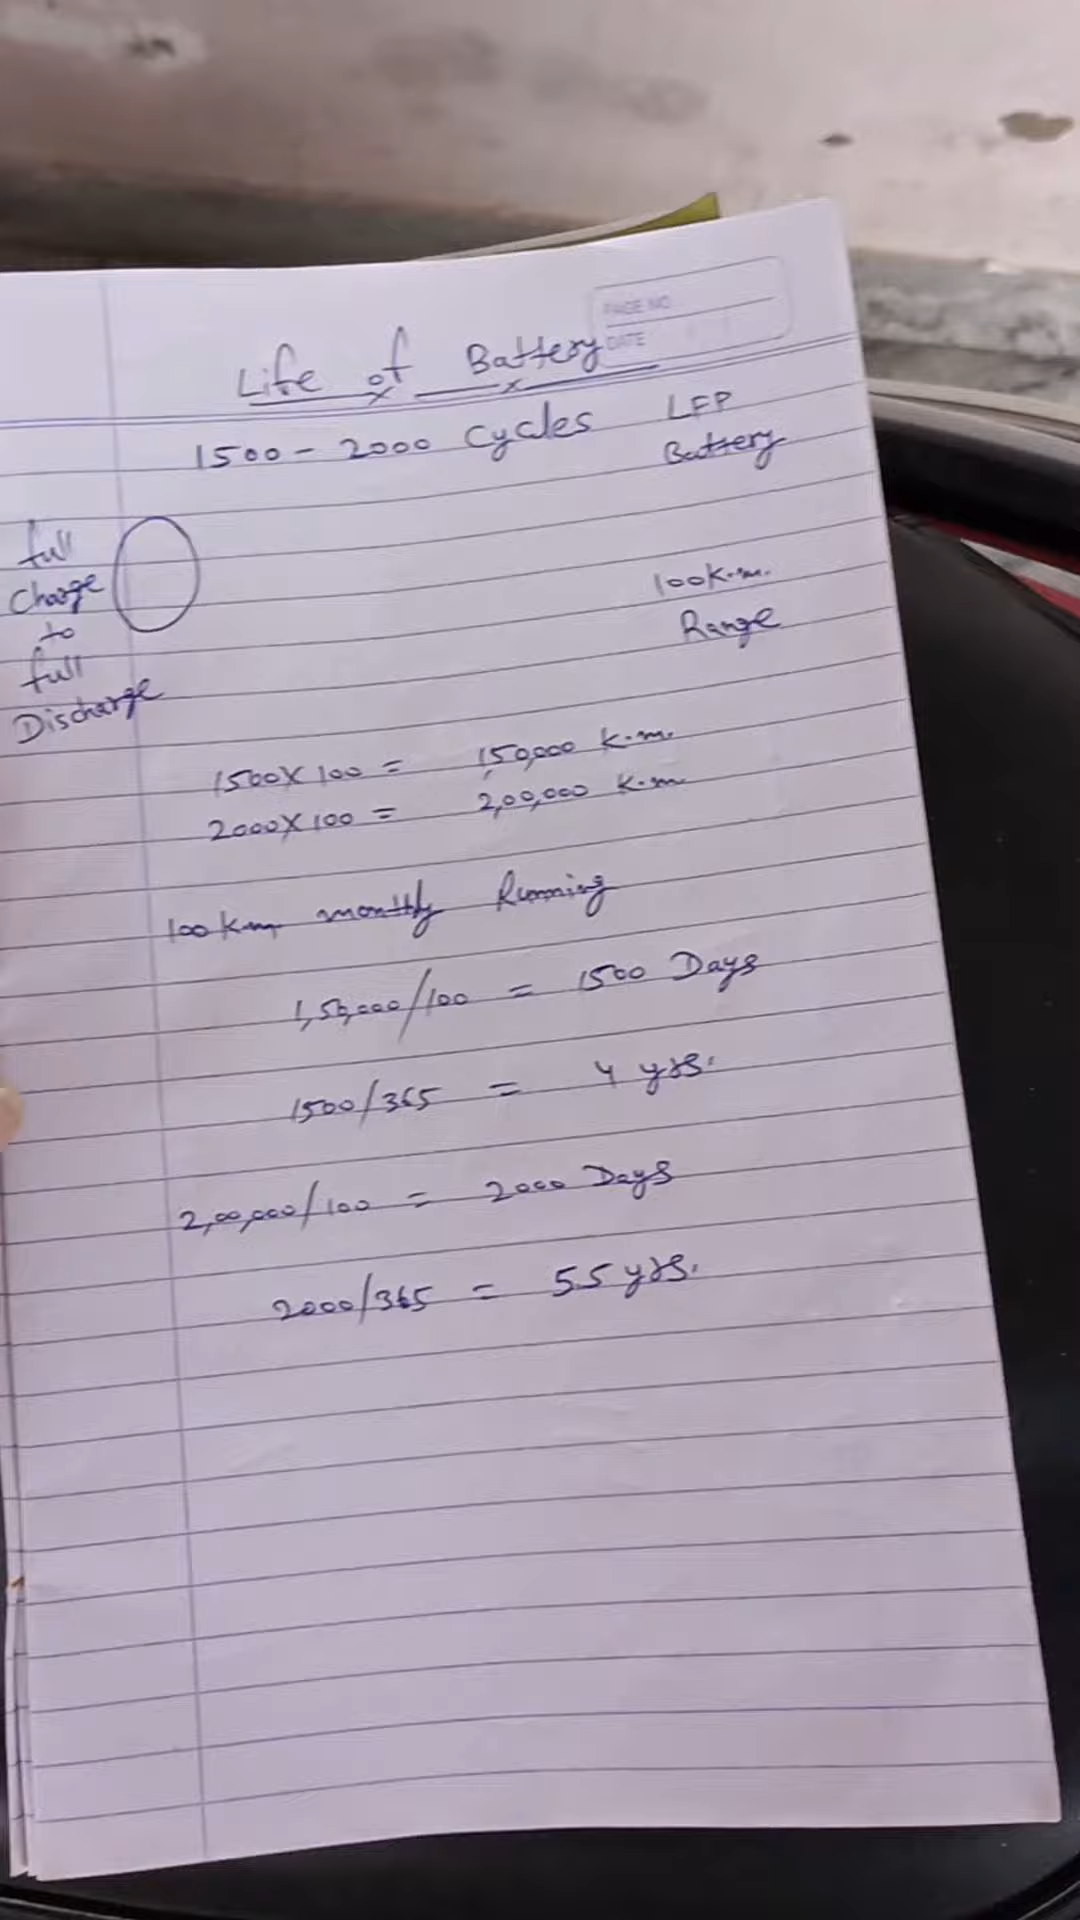 PAGE NO.
DATE
Life of Battery
1500 - 2000 Cycles
LFP
Battery
full
Charge
to
full
Discharge
100 K.m.
Range
1500 X 100 = 150,000 K.m.
2000 X 100 = 2,00,000 K.m.
100 Km monthly Running
1,50,000/100 = 1500 Days
1500/365 = 4 yrs.
2,00,000/100 = 2000 Days
2000/365 = 5.5 yrs.